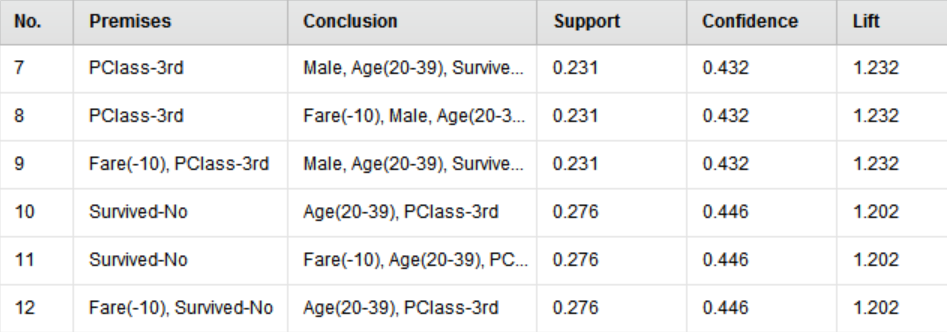 No. Premises Conclusion Support Confidence Lift
7 PClass-3rd Male, Age(20-39), Survive... 0.231 0.432 1.232
8 PClass-3rd Fare(-10), Male, Age(20-3... 0.231 0.432 1.232
9 Fare(-10), PClass-3rd Male, Age(20-39), Survive... 0.231 0.432 1.232
10 Survived-No Age(20-39), PClass-3rd 0.276 0.446 1.202
11 Survived-No Fare(-10), Age(20-39), PC... 0.276 0.446 1.202
12 Fare(-10), Survived-No Age(20-39), PClass-3rd 0.276 0.446 1.202